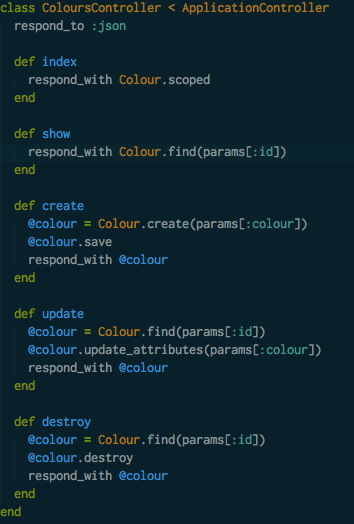 class ColoursController < ApplicationController
  respond_to :json

  def index
    respond_with Colour.scoped
  end

  def show
    respond_with Colour.find(params[:id])
  end

  def create
    @colour = Colour.create(params[:colour])
    @colour.save
    respond_with @colour
  end

  def update
    @colour = Colour.find(params[:id])
    @colour.update_attributes(params[:colour])
    respond_with @colour
  end

  def destroy
    @colour = Colour.find(params[:id])
    @colour.destroy
    respond_with @colour
  end
end